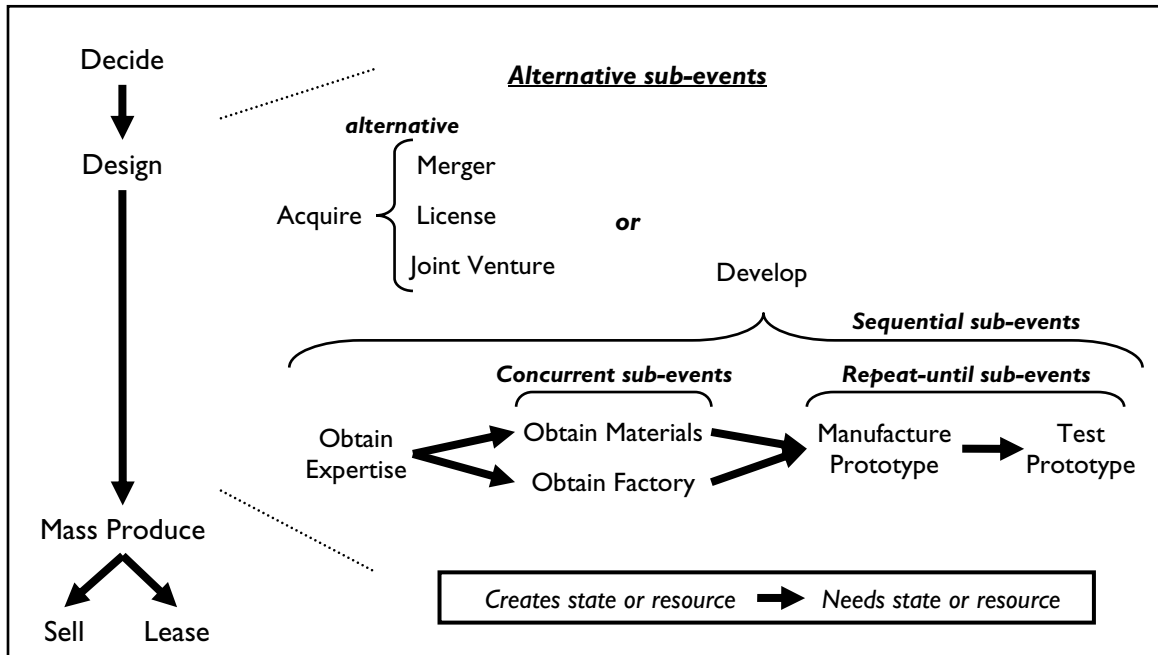 Decide
Design
Mass Produce
Sell
Lease
Alternative sub-events
alternative
Acquire
Merger
License
Joint Venture
or
Develop
Sequential sub-events
Concurrent sub-events
Repeat-until sub-events
Obtain
Expertise
Obtain Materials
Obtain Factory
Manufacture
Prototype
Test
Prototype
Creates state or resource
Needs state or resource